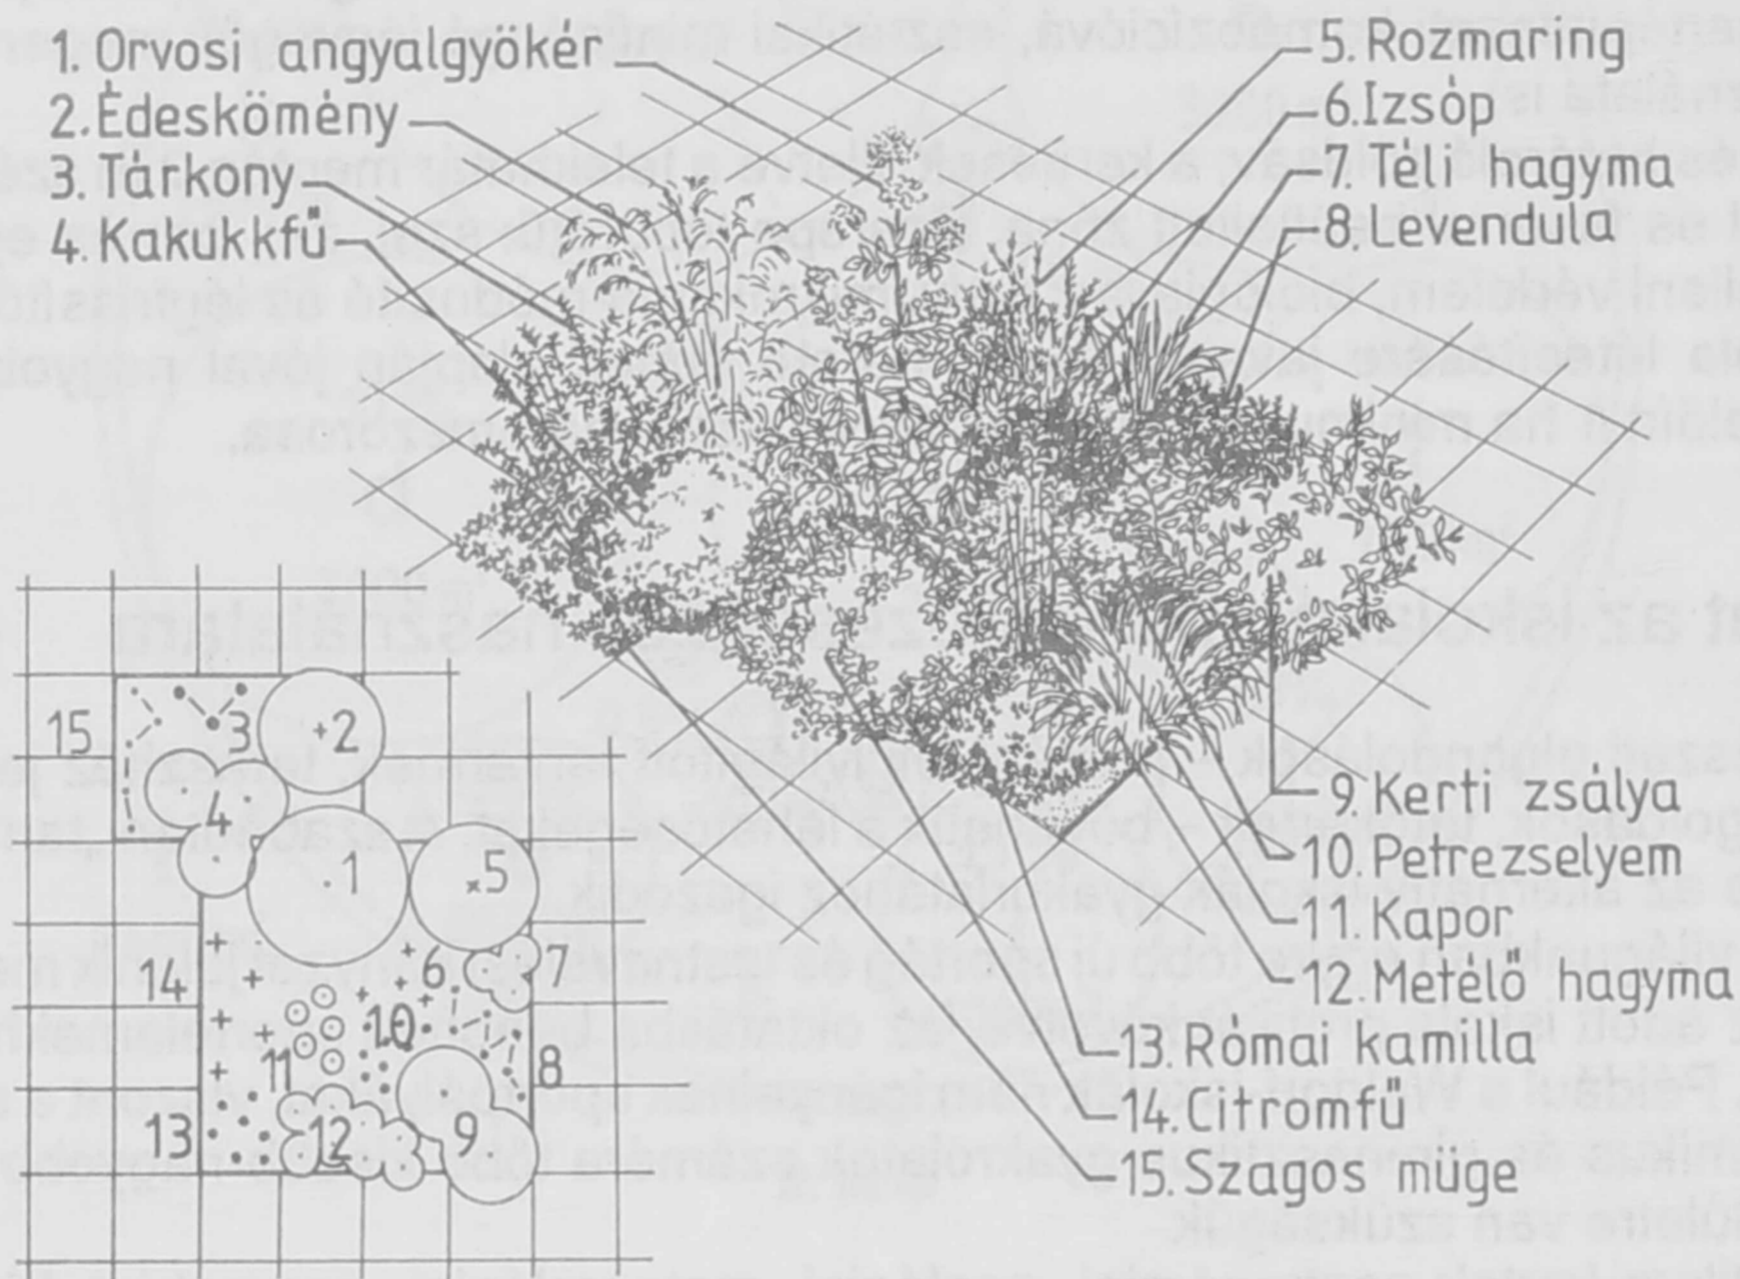 1. Orvosi angyalgyökér
2. Édeskömény
3. Tárkony
4. Kakukkfű
5. Rozmaring
6. Izsóp
7. Téli hagyma
8. Levendula
9. Kerti zsálya
10. Petrezselyem
11. Kapor
12. Metélő hagyma
13. Római kamilla
14. Citromfű
15. Szagos müge
15
3
2
4
1
5
6
7
14
10
11
8
13
12
9